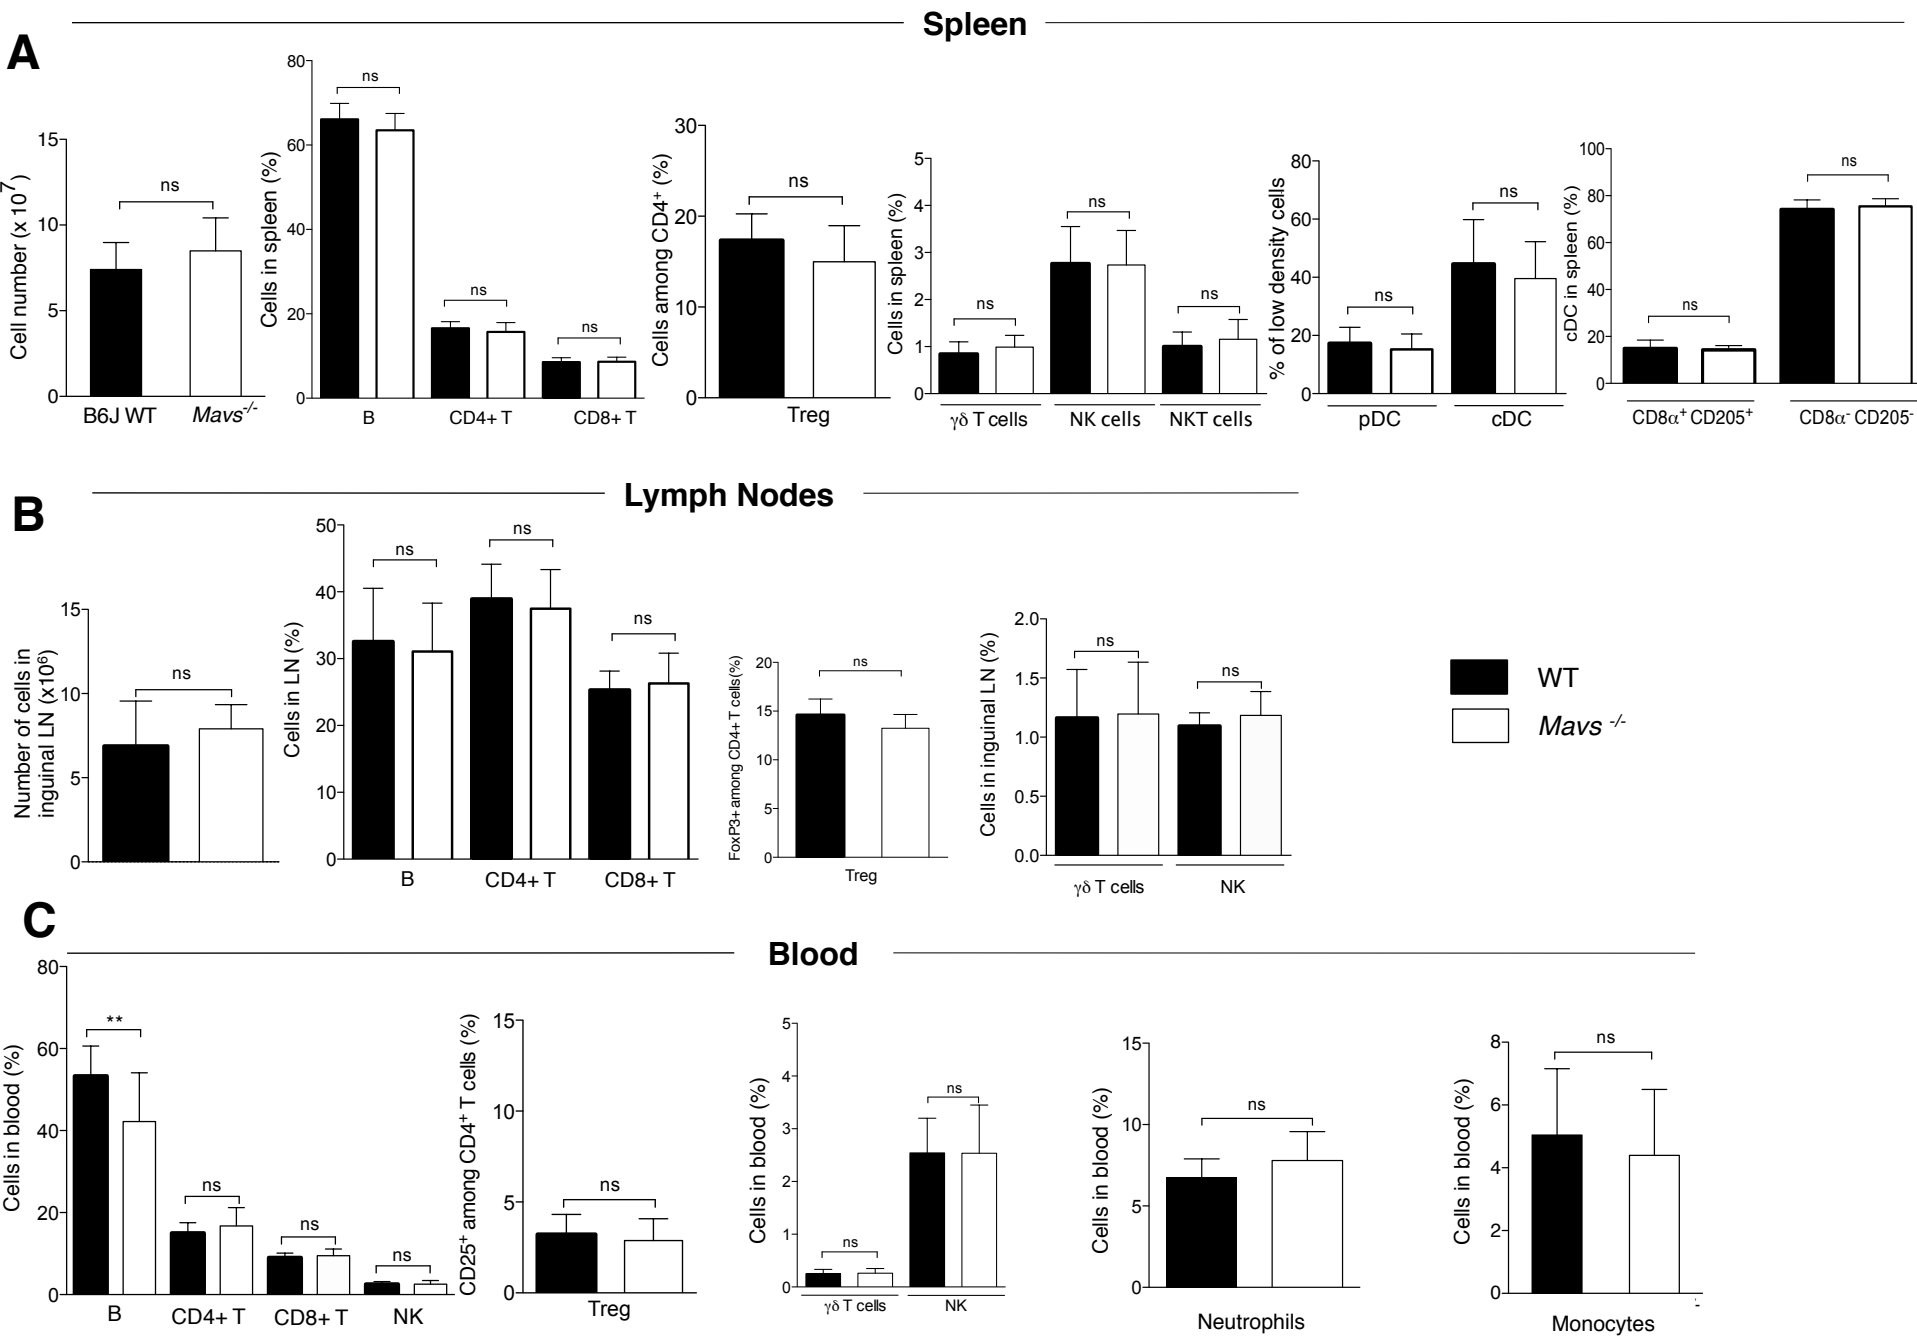 Spleen
A
Cell number (x 10⁷)
15
10
5
0
ns
B6J WT
Mavs⁻/⁻
Cells in spleen (%)
80
60
40
20
0
ns
ns
ns
B
CD4+ T
CD8+ T
Cells among CD4⁺ (%)
30
20
10
0
ns
Treg
Cells in spleen (%)
5
4
3
2
1
0
ns
ns
ns
γδ T cells
NK cells
NKT cells
% of low density cells
80
60
40
20
0
ns
ns
pDC
cDC
cDC in spleen (%)
100
80
60
40
20
0
ns
ns
CD8α⁺ CD205⁺
CD8α⁻ CD205⁻
Lymph Nodes
B
Number of cells in
inguinal LN (x10⁶)
15
10
5
0
ns
Cells in LN (%)
50
40
30
20
10
0
ns
ns
ns
B
CD4+ T
CD8+ T
FoxP3+ among CD4+ T cells(%)
20
15
10
5
0
ns
Treg
Cells in inguinal LN (%)
2.0
1.5
1.0
0.5
0.0
ns
ns
γδ T cells
NK
WT
Mavs ⁻/⁻
C
Blood
Cells in blood (%)
80
60
40
20
0
**
ns
ns
ns
B
CD4+ T
CD8+ T
NK
CD25⁺ among CD4⁺ T cells (%)
15
10
5
0
ns
Treg
Cells in blood (%)
5
4
3
2
1
0
ns
ns
γδ T cells
NK
Cells in blood (%)
15
10
5
0
ns
Neutrophils
Cells in blood (%)
8
6
4
2
0
ns
Monocytes